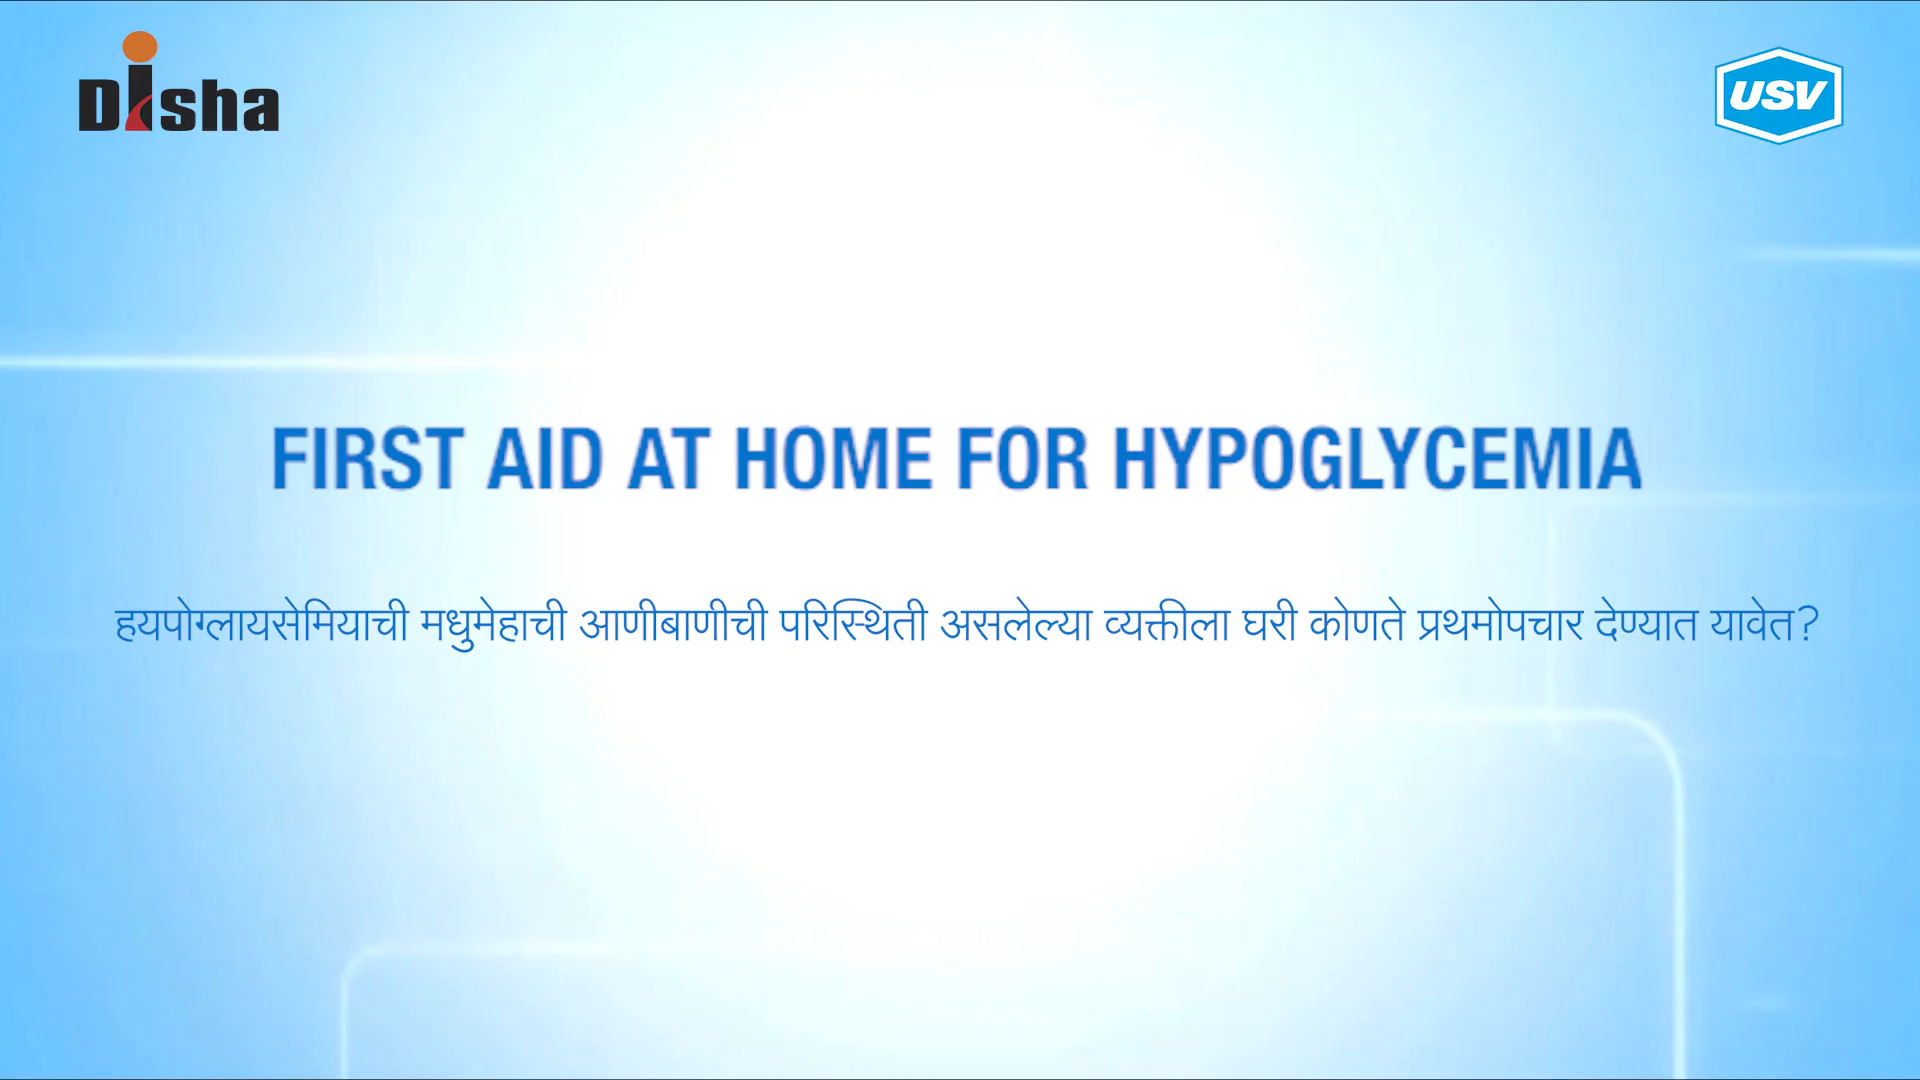 Disha
USV
FIRST AID AT HOME FOR HYPOGLYCEMIA
हयपोग्लायसेमियाची मधुमेहाची आणीबाणीची परिस्थिती असलेल्या व्यक्तीला घरी कोणते प्रथमोपचार देण्यात यावेत?